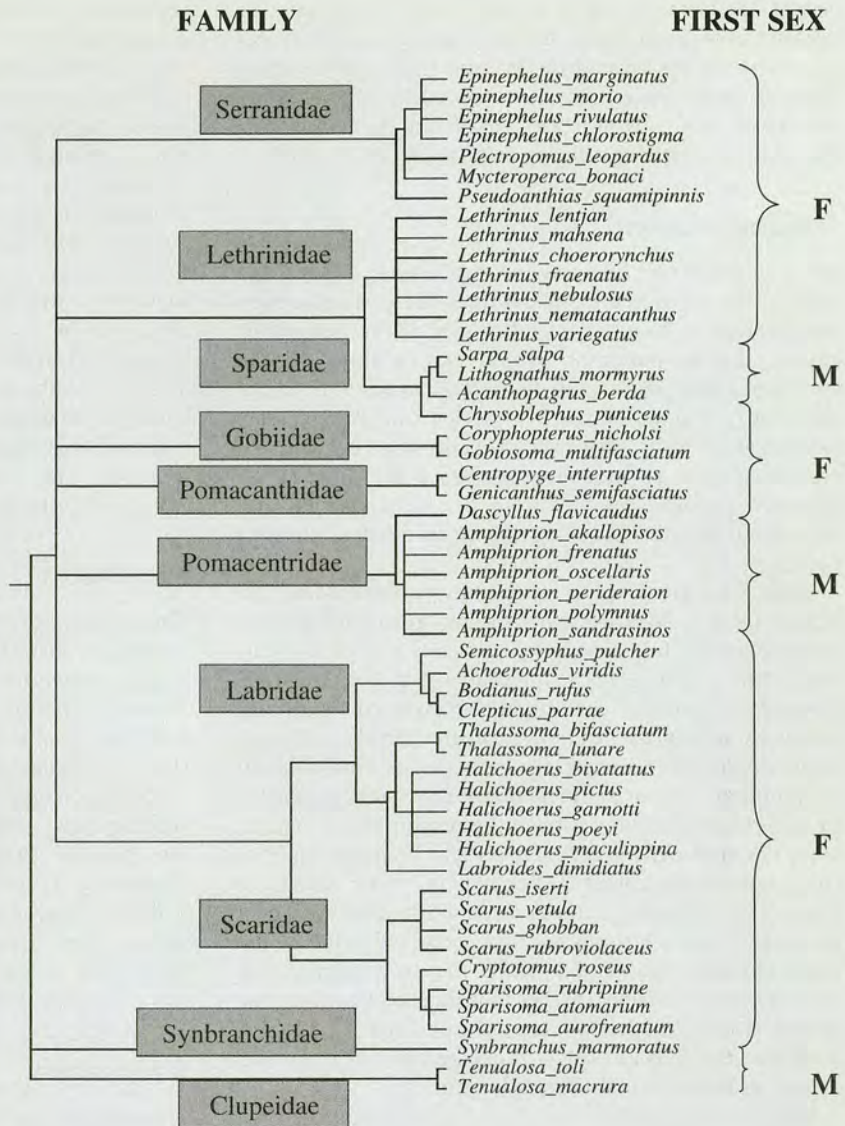 FAMILY FIRST SEX
Serranidae
Epinephelus_marginatus
Epinephelus_morio
Epinephelus_rivulatus
Epinephelus_chlorostigma
Plectropomus_leopardus
Mycteroperca_bonaci
Pseudoanthias_squamipinnis
F
Lethrinidae
Lethrinus_lentjan
Lethrinus_mahsena
Lethrinus_choerorynchus
Lethrinus_fraenatus
Lethrinus_nebulosus
Lethrinus_nematacanthus
Lethrinus_variegatus
Sparidae
Sarpa_salpa
Lithognathus_mormyrus
Acanthopagrus_berda
M
Chrysoblephus_puniceus
Gobiidae
Coryphopterus_nicholsi
Gobiosoma_multifasciatum
F
Pomacanthidae
Centropyge_interruptus
Genicanthus_semifasciatus
Pomacentridae
Dascyllus_flavicaudus
Amphiprion_akallopisos
Amphiprion_frenatus
Amphiprion_oscellaris
Amphiprion_perideraion
Amphiprion_polymnus
Amphiprion_sandrasinos
M
Labridae
Semicossyphus_pulcher
Achoerodus_viridis
Bodianus_rufus
Clepticus_parrae
Thalassoma_bifasciatum
Thalassoma_lunare
Halichoerus_bivatattus
Halichoerus_pictus
Halichoerus_garnotti
Halichoerus_poeyi
Halichoerus_maculippina
Labroides_dimidiatus
F
Scaridae
Scarus_iserti
Scarus_vetula
Scarus_ghobban
Scarus_rubroviolaceus
Cryptotomus_roseus
Sparisoma_rubripinne
Sparisoma_atomarium
Sparisoma_aurofrenatum
Synbranchidae
Synbranchus_marmoratus
Clupeidae
Tenualosa_toli
Tenualosa_macrura
M